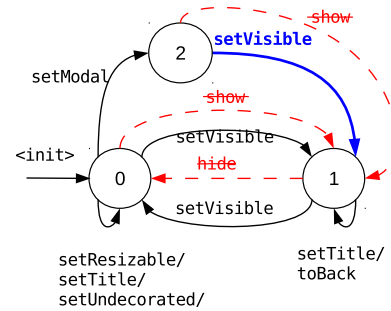 show
setVisible
2
setModal
show
setVisible
<init>
hide
0
1
setVisible
setTitle/
toBack
setResizable/
setTitle/
setUndecorated/